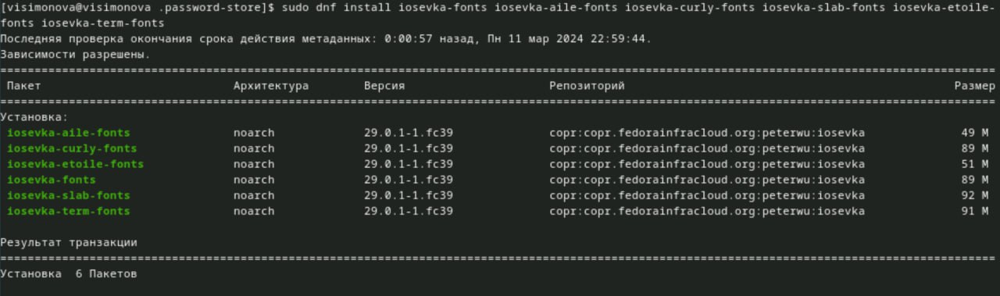 [visimonova@visimonova .password-store]$ sudo dnf install iosevka-fonts iosevka-aile-fonts iosevka-curly-fonts iosevka-slab-fonts iosevka-etoile-
fonts iosevka-term-fonts
Последняя проверка окончания срока действия метаданных: 0:00:57 назад, Пн 11 мар 2024 22:59:44.
Зависимости разрешены.
================================================================================
Пакет Архитектура Версия Репозиторий Размер
================================================================================
Установка:
iosevka-aile-fonts noarch 29.0.1-1.fc39 copr:copr.fedorainfracloud.org:peterwu:iosevka 49 M
iosevka-curly-fonts noarch 29.0.1-1.fc39 copr:copr.fedorainfracloud.org:peterwu:iosevka 89 M
iosevka-etoile-fonts noarch 29.0.1-1.fc39 copr:copr.fedorainfracloud.org:peterwu:iosevka 51 M
iosevka-fonts noarch 29.0.1-1.fc39 copr:copr.fedorainfracloud.org:peterwu:iosevka 89 M
iosevka-slab-fonts noarch 29.0.1-1.fc39 copr:copr.fedorainfracloud.org:peterwu:iosevka 92 M
iosevka-term-fonts noarch 29.0.1-1.fc39 copr:copr.fedorainfracloud.org:peterwu:iosevka 91 M
Результат транзакции
================================================================================
Установка 6 Пакетов